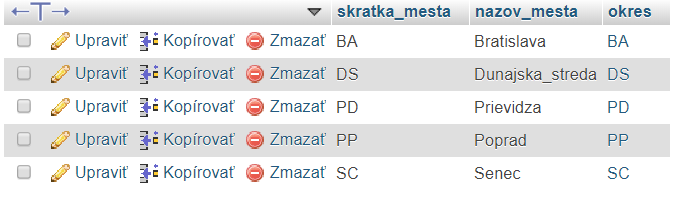 skratka_mesta nazov_mesta okres
Upraviť Kopírovať Zmazať BA Bratislava BA
Upraviť Kopírovať Zmazať DS Dunajska_streda DS
Upraviť Kopírovať Zmazať PD Prievidza PD
Upraviť Kopírovať Zmazať PP Poprad PP
Upraviť Kopírovať Zmazať SC Senec SC